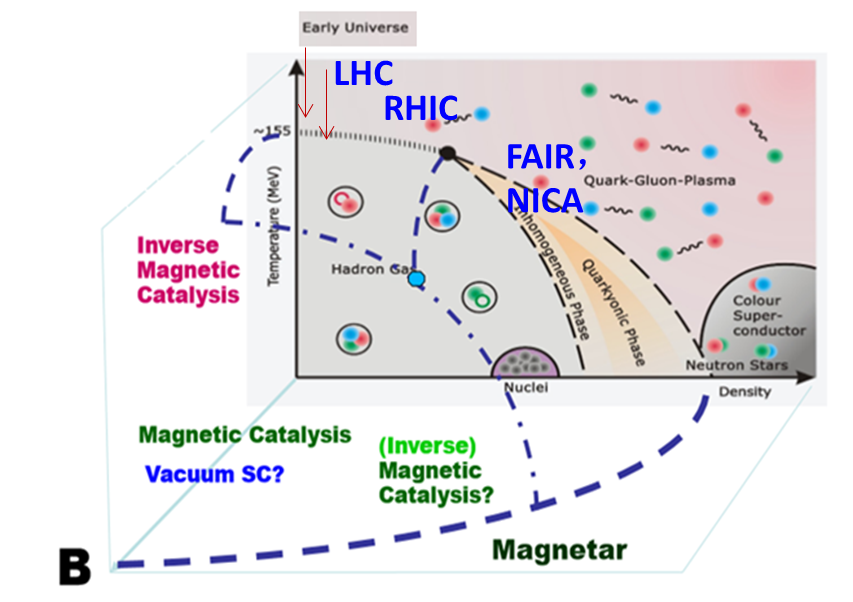 Early Universe
LHC
RHIC
~155
FAIR,
NICA
Quark-Gluon-Plasma
Temperature (MeV)
Inverse
Magnetic
Catalysis
Hadron Gas
Inhomogeneous Phase
Quarkyonic Phase
Colour
Super-
conductor
Neutron Stars
Nuclei
Density
Magnetic Catalysis
Vacuum SC?
(Inverse)
Magnetic
Catalysis?
Magnetar
B